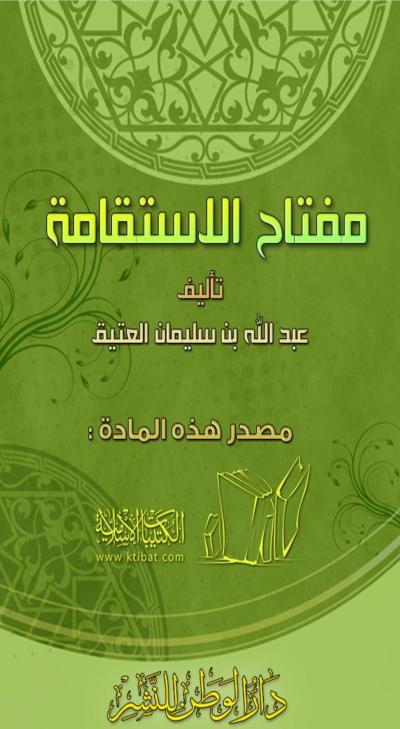 مفتاح الاستقامة
تأليف
عبد الله بن سليمان العتيق
مصدر هذه المادة :
الكتيبات الإسلامية
www.ktibat.com
دار الوطن للنشر